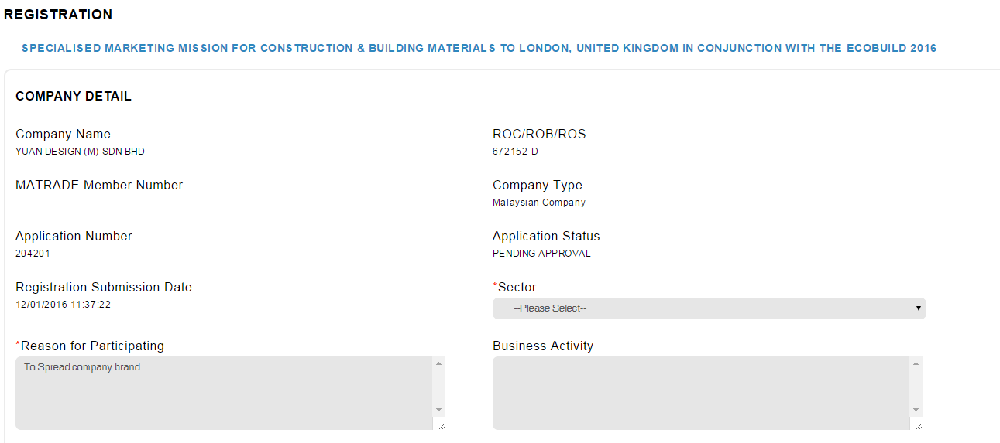 REGISTRATION
SPECIALISED MARKETING MISSION FOR CONSTRUCTION & BUILDING MATERIALS TO LONDON, UNITED KINGDOM IN CONJUNCTION WITH THE ECOBUILD 2016
COMPANY DETAIL
Company Name
YUAN DESIGN (M) SDN BHD
ROC/ROB/ROS
672152-D
MATRADE Member Number
Company Type
Malaysian Company
Application Number
204201
Application Status
PENDING APPROVAL
Registration Submission Date
12/01/2016 11:37:22
*Sector
--Please Select--
*Reason for Participating
To Spread company brand
Business Activity